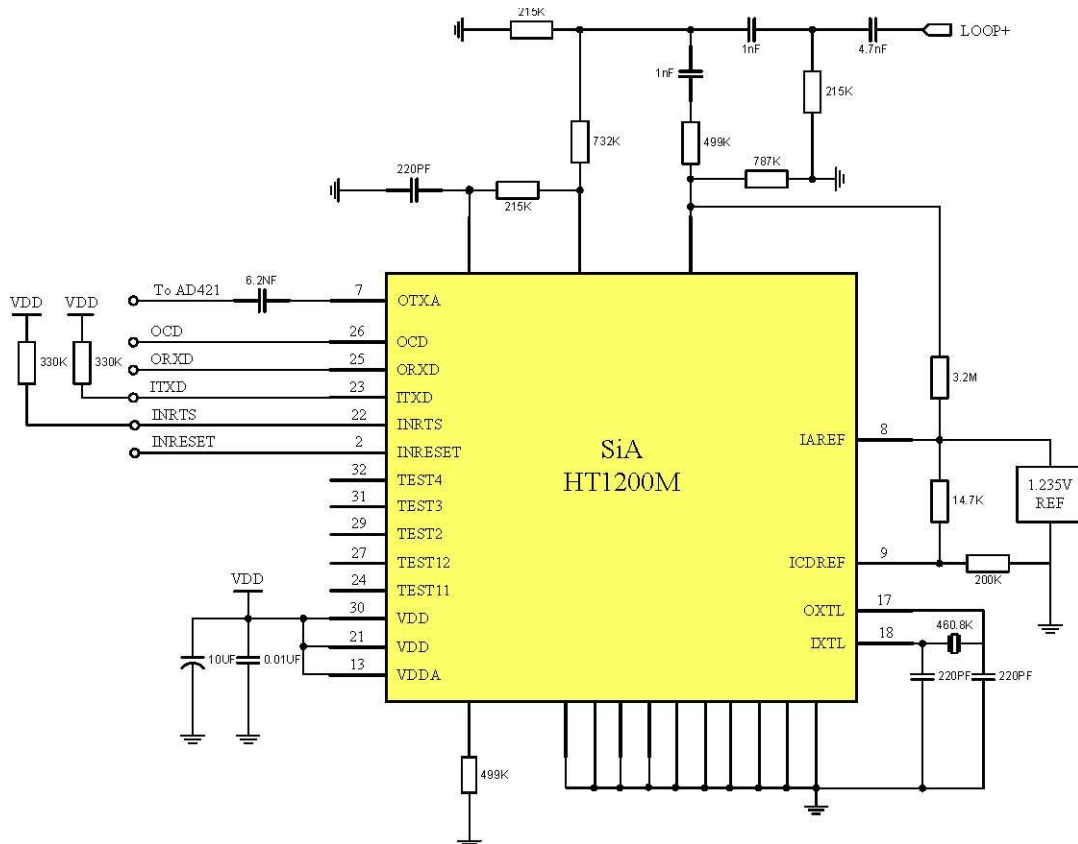 215K
1nF
4.7nF
LOOP+
1nF
215K
732K
499K
787K
220PF
215K
6.2NF
To AD421
7
OTXA
VDD
VDD
330K
330K
OCD
26
OCD
ORXD
25
ORXD
ITXD
23
ITXD
INRTS
22
INRTS
INRESET
2
INRESET
32
TEST4
31
TEST3
29
TEST2
27
TEST12
24
TEST11
30
VDD
21
VDD
13
VDDA
SiA
HT1200M
3.2M
IAREF
8
14.7K
1.235V
REF
ICDREF
9
200K
OXTL
17
460.8K
IXTL
18
220PF
220PF
VDD
10UF
0.01UF
499K